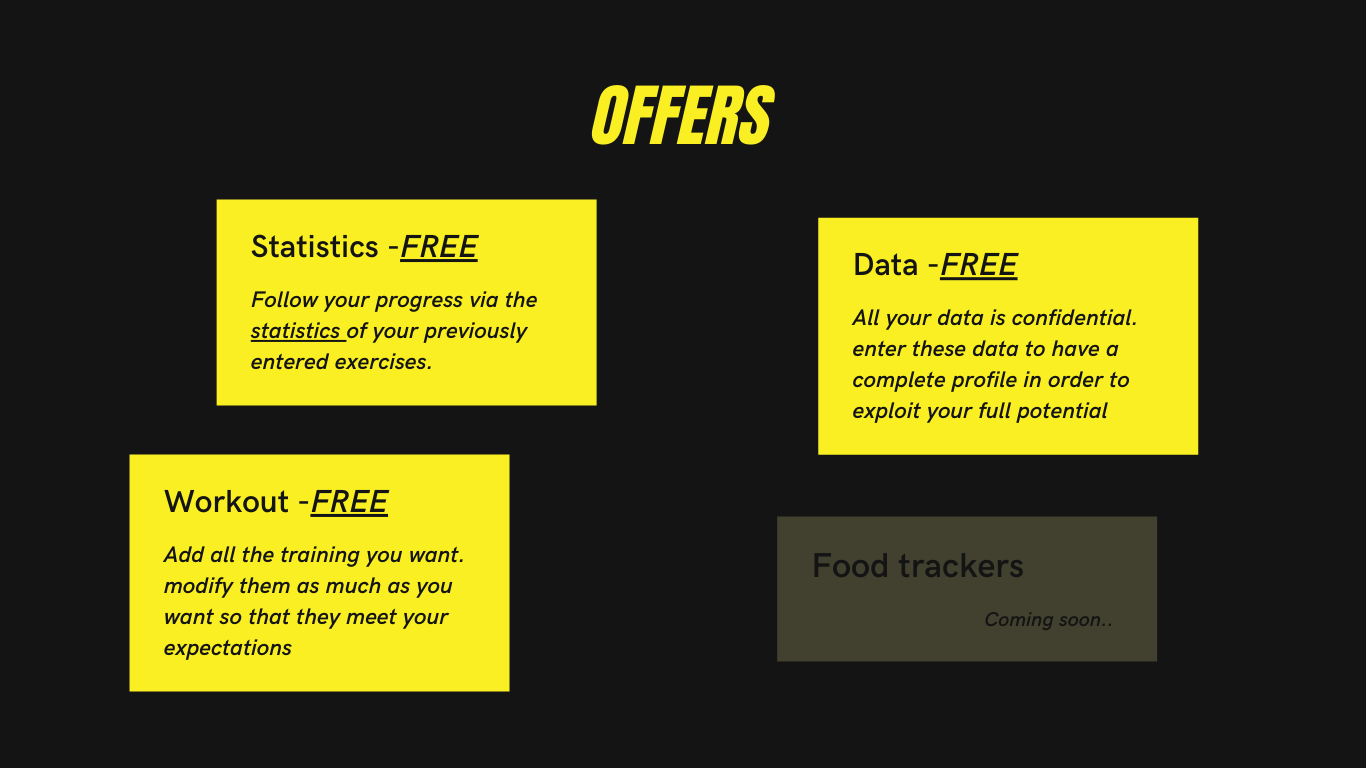 OFFERS
Statistics -FREE
Follow your progress via the
statistics of your previously
entered exercises.
Data -FREE
All your data is confidential.
enter these data to have a
complete profile in order to
exploit your full potential
Workout -FREE
Add all the training you want.
modify them as much as you
want so that they meet your
expectations
Food trackers
Coming soon..